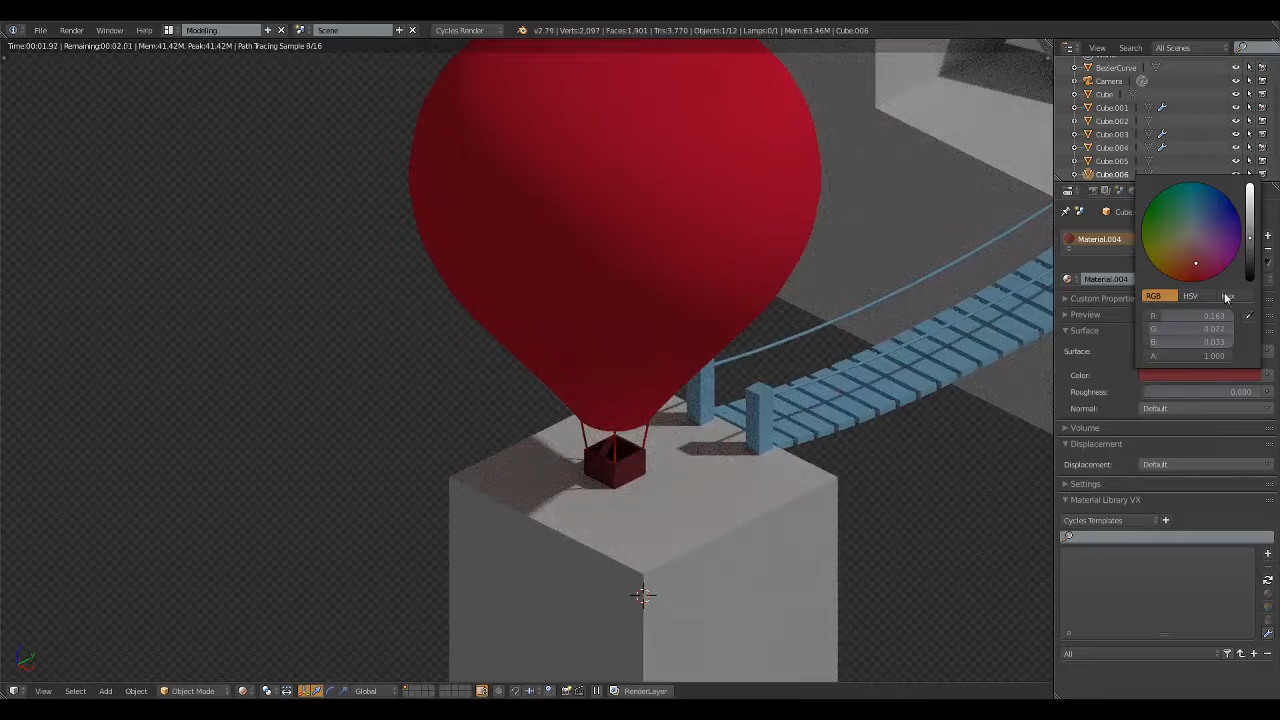 File Render Window Help Modeling Scene Cycles Render v2.79 | Verts:2,097 | Faces:1,901 | Tris:3,770 | Objects:1/12 | Lamps:0/1 | Mem:63.46M | Cube.006
Time:00:01.92 | Remaining:00:02.01 | Mem:41.42M, Peak:41.42M | Path Tracing Sample 8/16
View Search All Scenes
BezierCurve
Camera
Cube
Cube.001
Cube.002
Cube.003
Cube.004
Cube.005
Cube.006
Cube.
Material.004
Material.004
RGB HSV
Custom Properties
R: 0.163
Preview
G: 0.022
Surface
B: 0.033
Surface:
A: 1.000
Color:
Roughness: 0.000
Normal: Default
Volume
Displacement
Displacement: Default
Settings
Material Library VX
Cycles Templates
All
View Select Add Object Object Mode Global RenderLayer